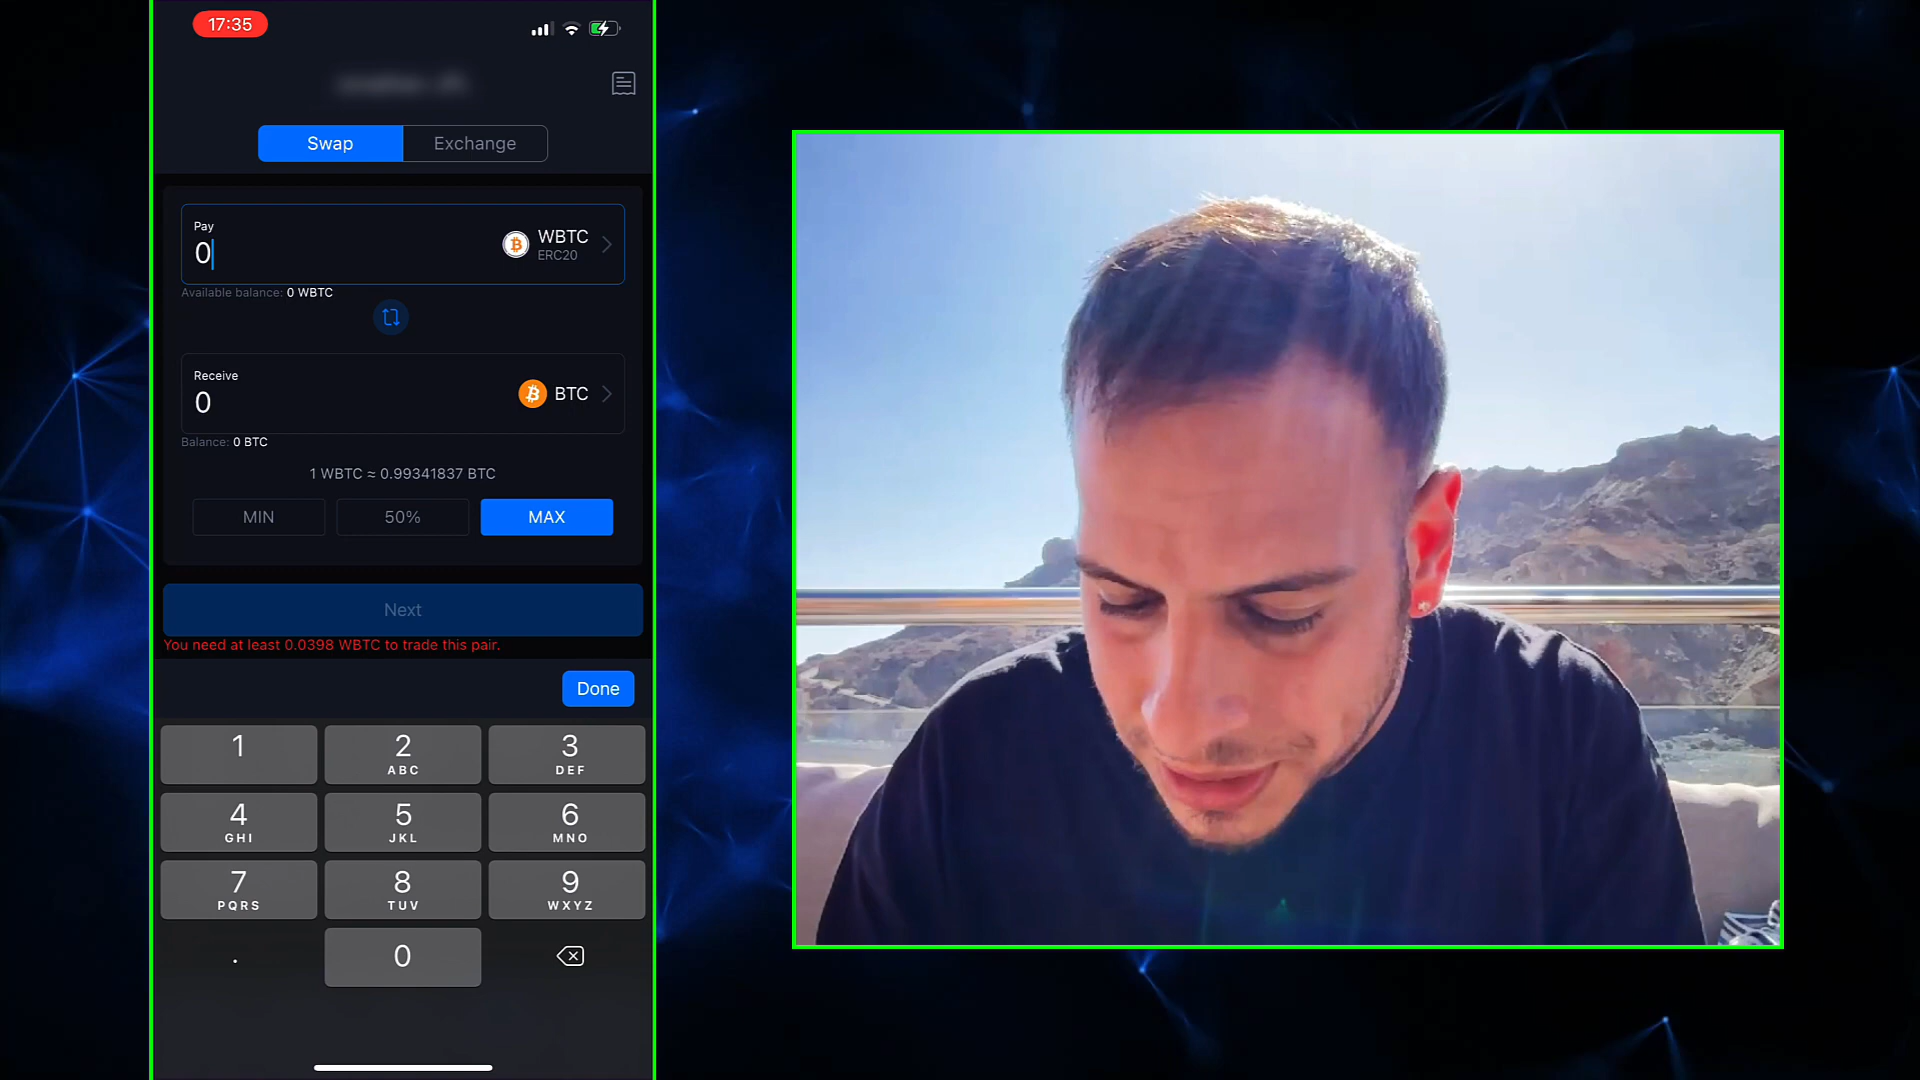 17:35
Swap
Exchange
Pay
0
WBTC
ERC20
Available balance: 0 WBTC
Receive
0
BTC
Balance: 0 BTC
1 WBTC ≈ 0.99341837 BTC
MIN
50%
MAX
Next
You need at least 0.0398 WBTC to trade this pair.
Done
1
2
ABC
3
DEF
4
GHI
5
JKL
6
MNO
7
PQRS
8
TUV
9
WXYZ
.
0